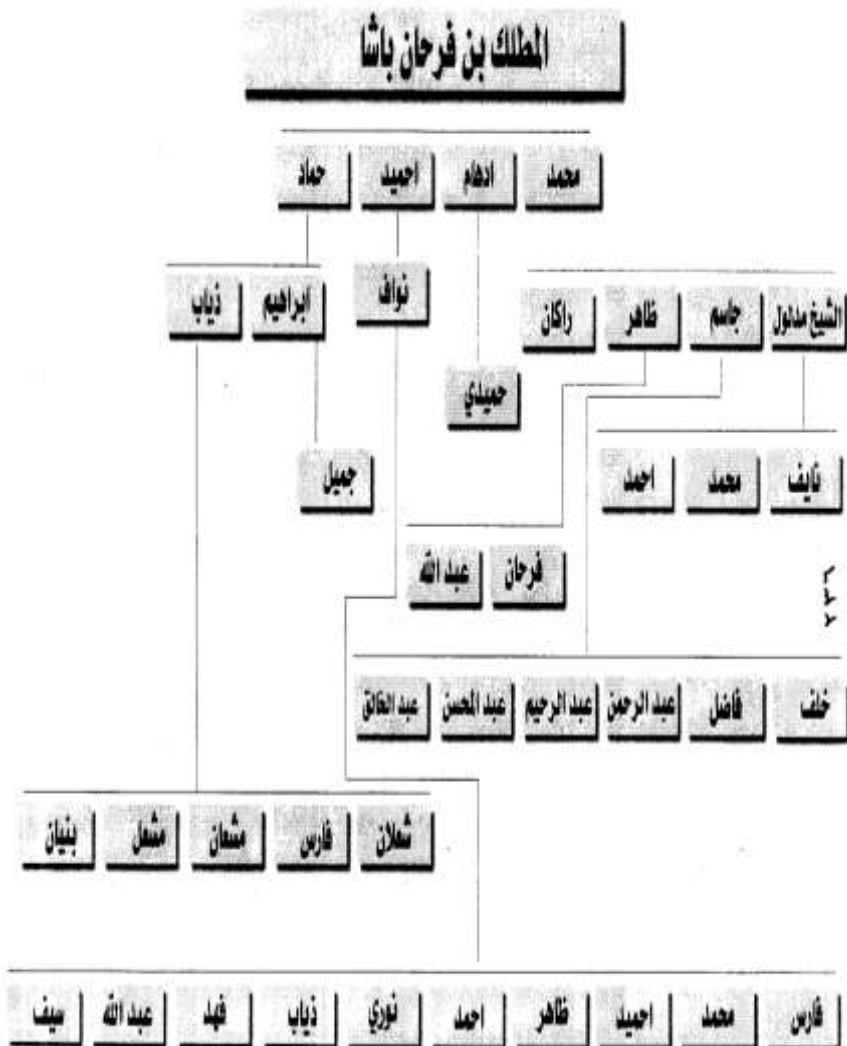 المطلك بن فرحان باشا
محمد ادهام احميد حماد
الشيخ مدلول جاسم ظاهر راكان نواف ابراهيم ذياب
حميدي
نايف محمد احمد جميل
فرحان عبد الله
خلف فاضل عبد الرحمن عبد الرحيم عبد المحسن عبد الخالق
شعلان فارس مشعان مشعل بنيان
فارس محمد احميد ظاهر احمد نوري ذياب فهد عبد الله سيف